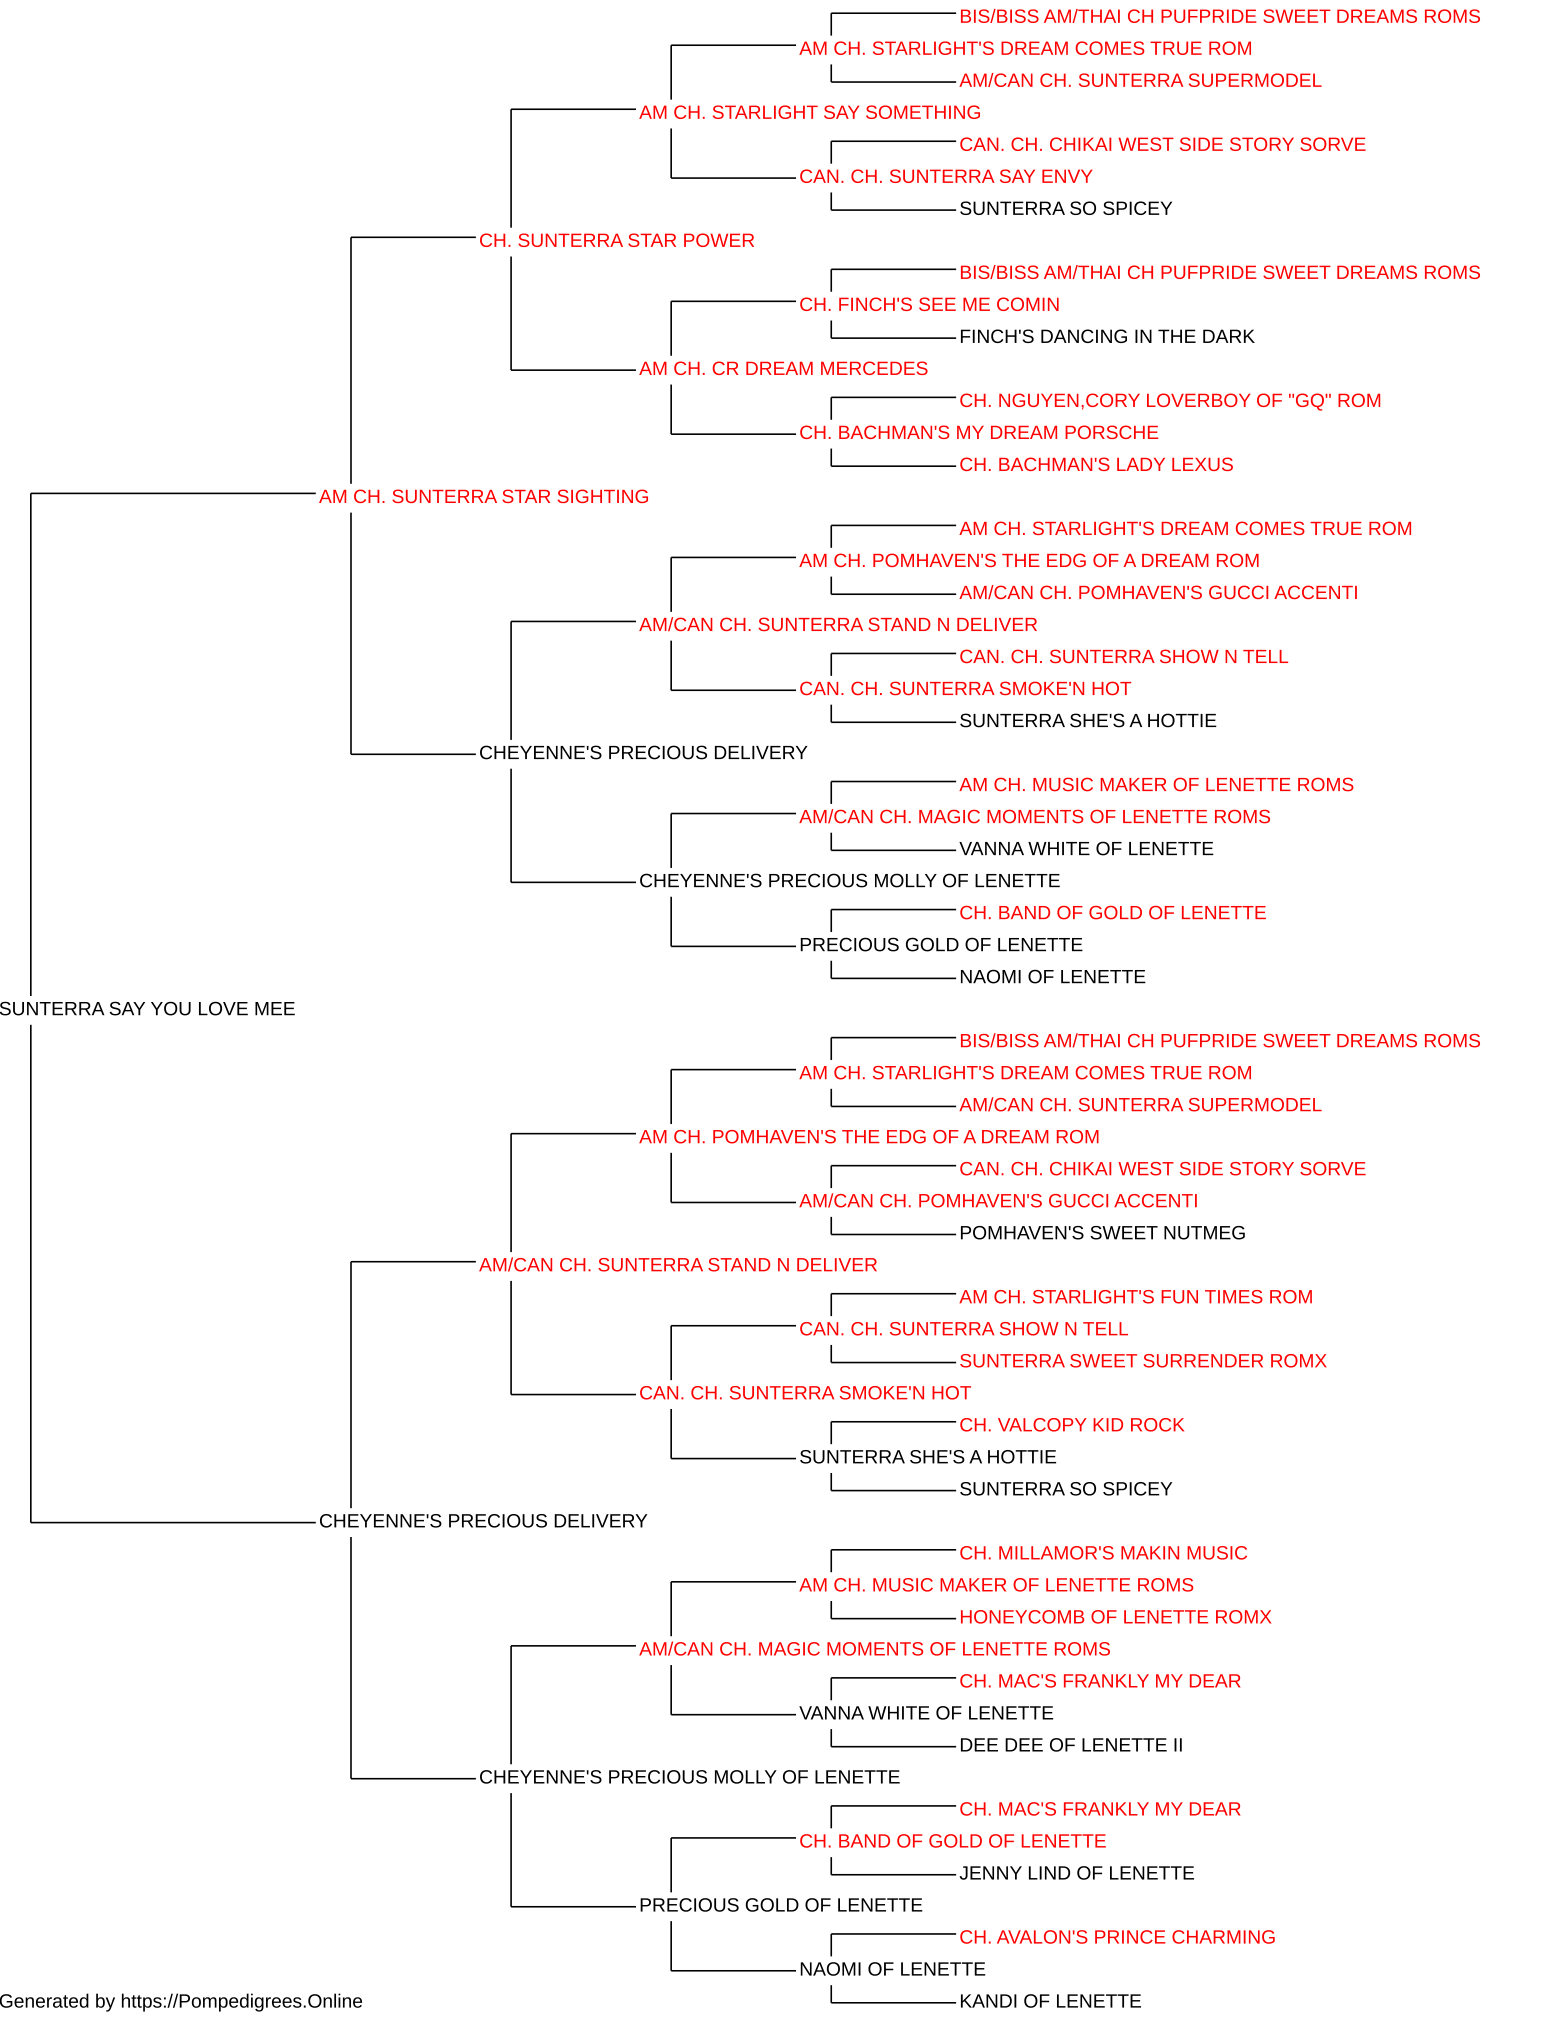 BIS/BISS AM/THAI CH PUFPRIDE SWEET DREAMS ROMS
AM CH. STARLIGHT'S DREAM COMES TRUE ROM
AM/CAN CH. SUNTERRA SUPERMODEL
AM CH. STARLIGHT SAY SOMETHING
CAN. CH. CHIKAI WEST SIDE STORY SORVE
CAN. CH. SUNTERRA SAY ENVY
SUNTERRA SO SPICEY
CH. SUNTERRA STAR POWER
BIS/BISS AM/THAI CH PUFPRIDE SWEET DREAMS ROMS
CH. FINCH'S SEE ME COMIN
FINCH'S DANCING IN THE DARK
AM CH. CR DREAM MERCEDES
CH. NGUYEN,CORY LOVERBOY OF "GQ" ROM
CH. BACHMAN'S MY DREAM PORSCHE
CH. BACHMAN'S LADY LEXUS
AM CH. SUNTERRA STAR SIGHTING
AM CH. STARLIGHT'S DREAM COMES TRUE ROM
AM CH. POMHAVEN'S THE EDG OF A DREAM ROM
AM/CAN CH. POMHAVEN'S GUCCI ACCENTI
AM/CAN CH. SUNTERRA STAND N DELIVER
CAN. CH. SUNTERRA SHOW N TELL
CAN. CH. SUNTERRA SMOKE'N HOT
SUNTERRA SHE'S A HOTTIE
CHEYENNE'S PRECIOUS DELIVERY
AM CH. MUSIC MAKER OF LENETTE ROMS
AM/CAN CH. MAGIC MOMENTS OF LENETTE ROMS
VANNA WHITE OF LENETTE
CHEYENNE'S PRECIOUS MOLLY OF LENETTE
CH. BAND OF GOLD OF LENETTE
PRECIOUS GOLD OF LENETTE
NAOMI OF LENETTE
SUNTERRA SAY YOU LOVE MEE
BIS/BISS AM/THAI CH PUFPRIDE SWEET DREAMS ROMS
AM CH. STARLIGHT'S DREAM COMES TRUE ROM
AM/CAN CH. SUNTERRA SUPERMODEL
AM CH. POMHAVEN'S THE EDG OF A DREAM ROM
CAN. CH. CHIKAI WEST SIDE STORY SORVE
AM/CAN CH. POMHAVEN'S GUCCI ACCENTI
POMHAVEN'S SWEET NUTMEG
AM/CAN CH. SUNTERRA STAND N DELIVER
AM CH. STARLIGHT'S FUN TIMES ROM
CAN. CH. SUNTERRA SHOW N TELL
SUNTERRA SWEET SURRENDER ROMX
CAN. CH. SUNTERRA SMOKE'N HOT
CH. VALCOPY KID ROCK
SUNTERRA SHE'S A HOTTIE
SUNTERRA SO SPICEY
CHEYENNE'S PRECIOUS DELIVERY
CH. MILLAMOR'S MAKIN MUSIC
AM CH. MUSIC MAKER OF LENETTE ROMS
HONEYCOMB OF LENETTE ROMX
AM/CAN CH. MAGIC MOMENTS OF LENETTE ROMS
CH. MAC'S FRANKLY MY DEAR
VANNA WHITE OF LENETTE
DEE DEE OF LENETTE II
CHEYENNE'S PRECIOUS MOLLY OF LENETTE
CH. MAC'S FRANKLY MY DEAR
CH. BAND OF GOLD OF LENETTE
JENNY LIND OF LENETTE
PRECIOUS GOLD OF LENETTE
CH. AVALON'S PRINCE CHARMING
NAOMI OF LENETTE
KANDI OF LENETTE
Generated by https://Pompedigrees.Online